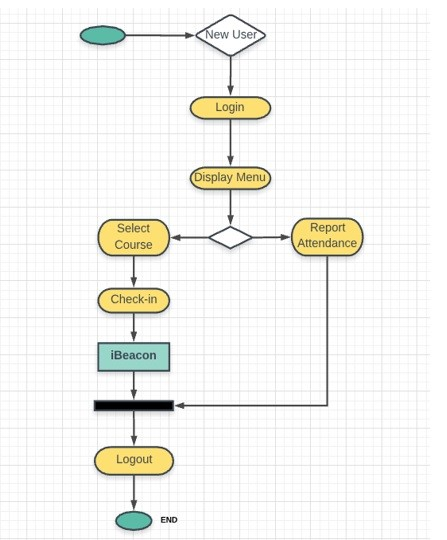 New User
Login
Display Menu
Select
Course
Report
Attendance
Check-in
iBeacon
Logout
END